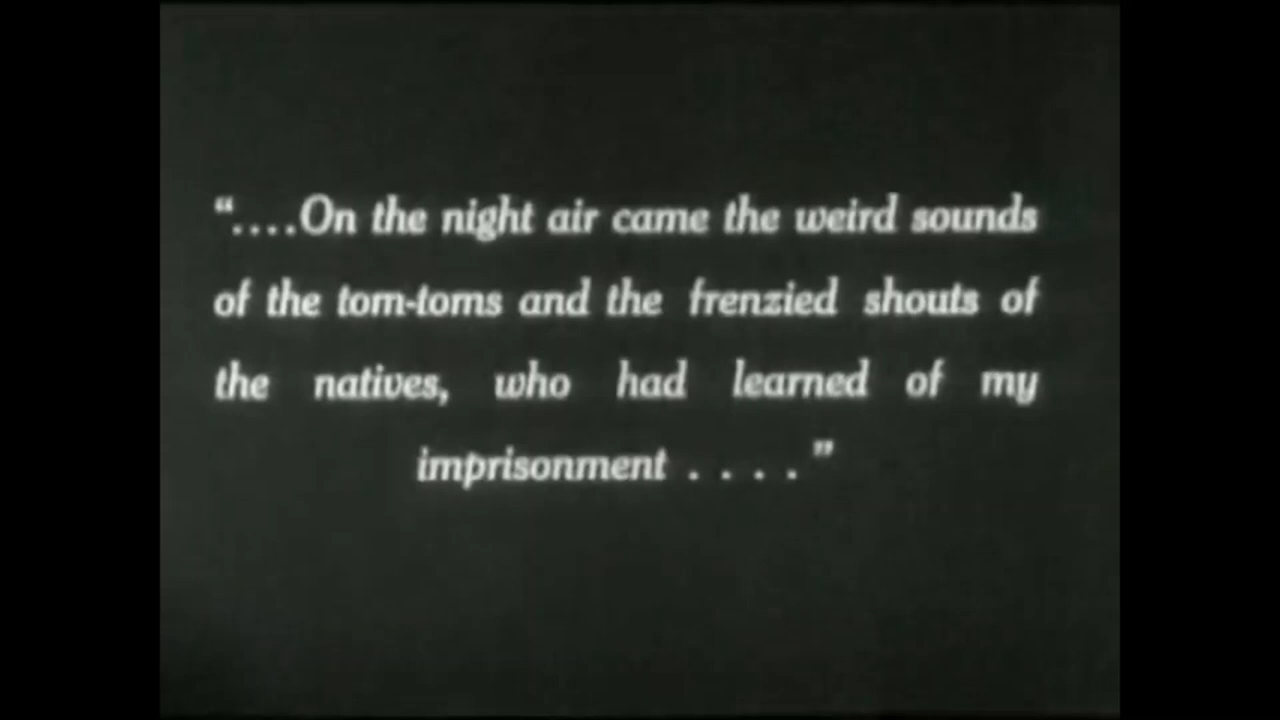 “....On the night air came the weird sounds
of the tom-toms and the frenzied shouts of
the natives, who had learned of my
imprisonment . . . .”